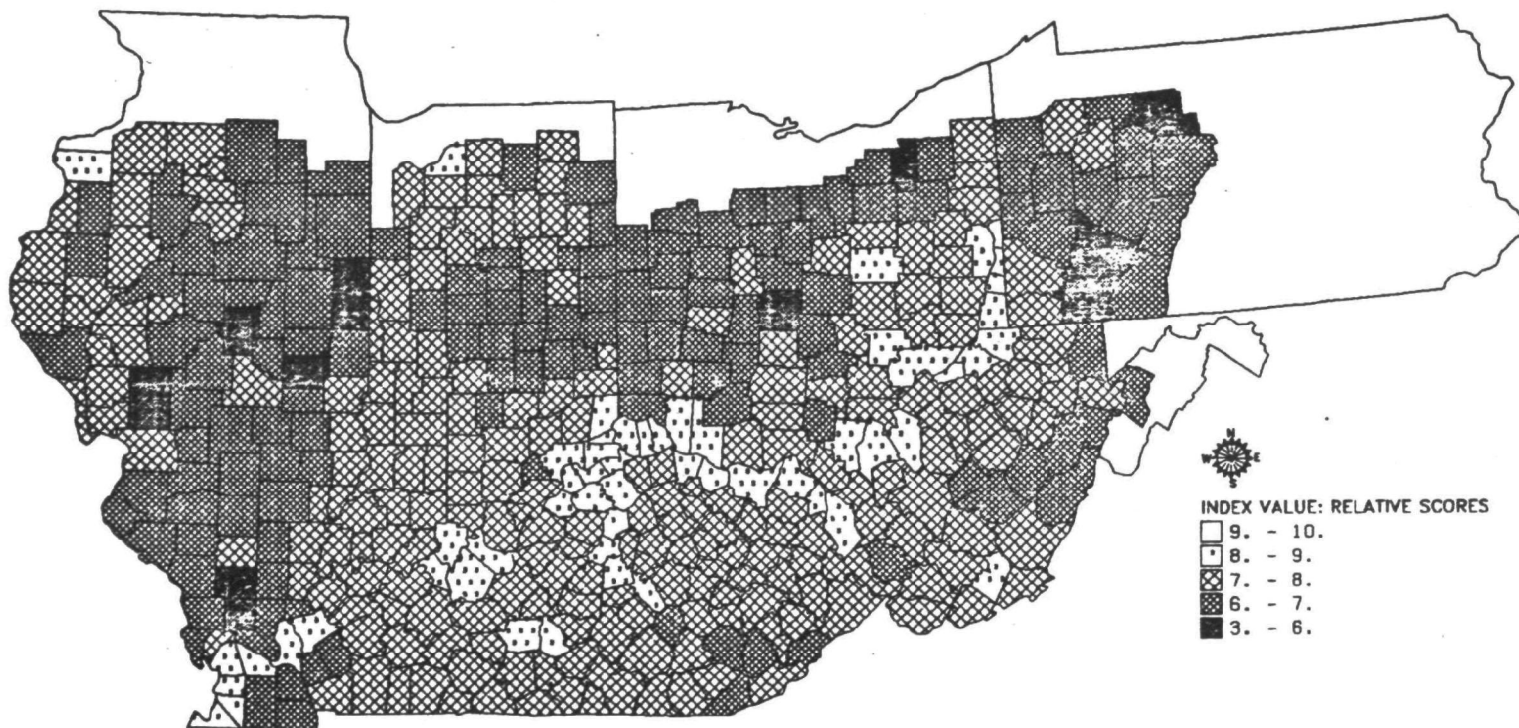 N
W E
S
INDEX VALUE: RELATIVE SCORES
9. - 10.
8. - 9.
7. - 8.
6. - 7.
3. - 6.